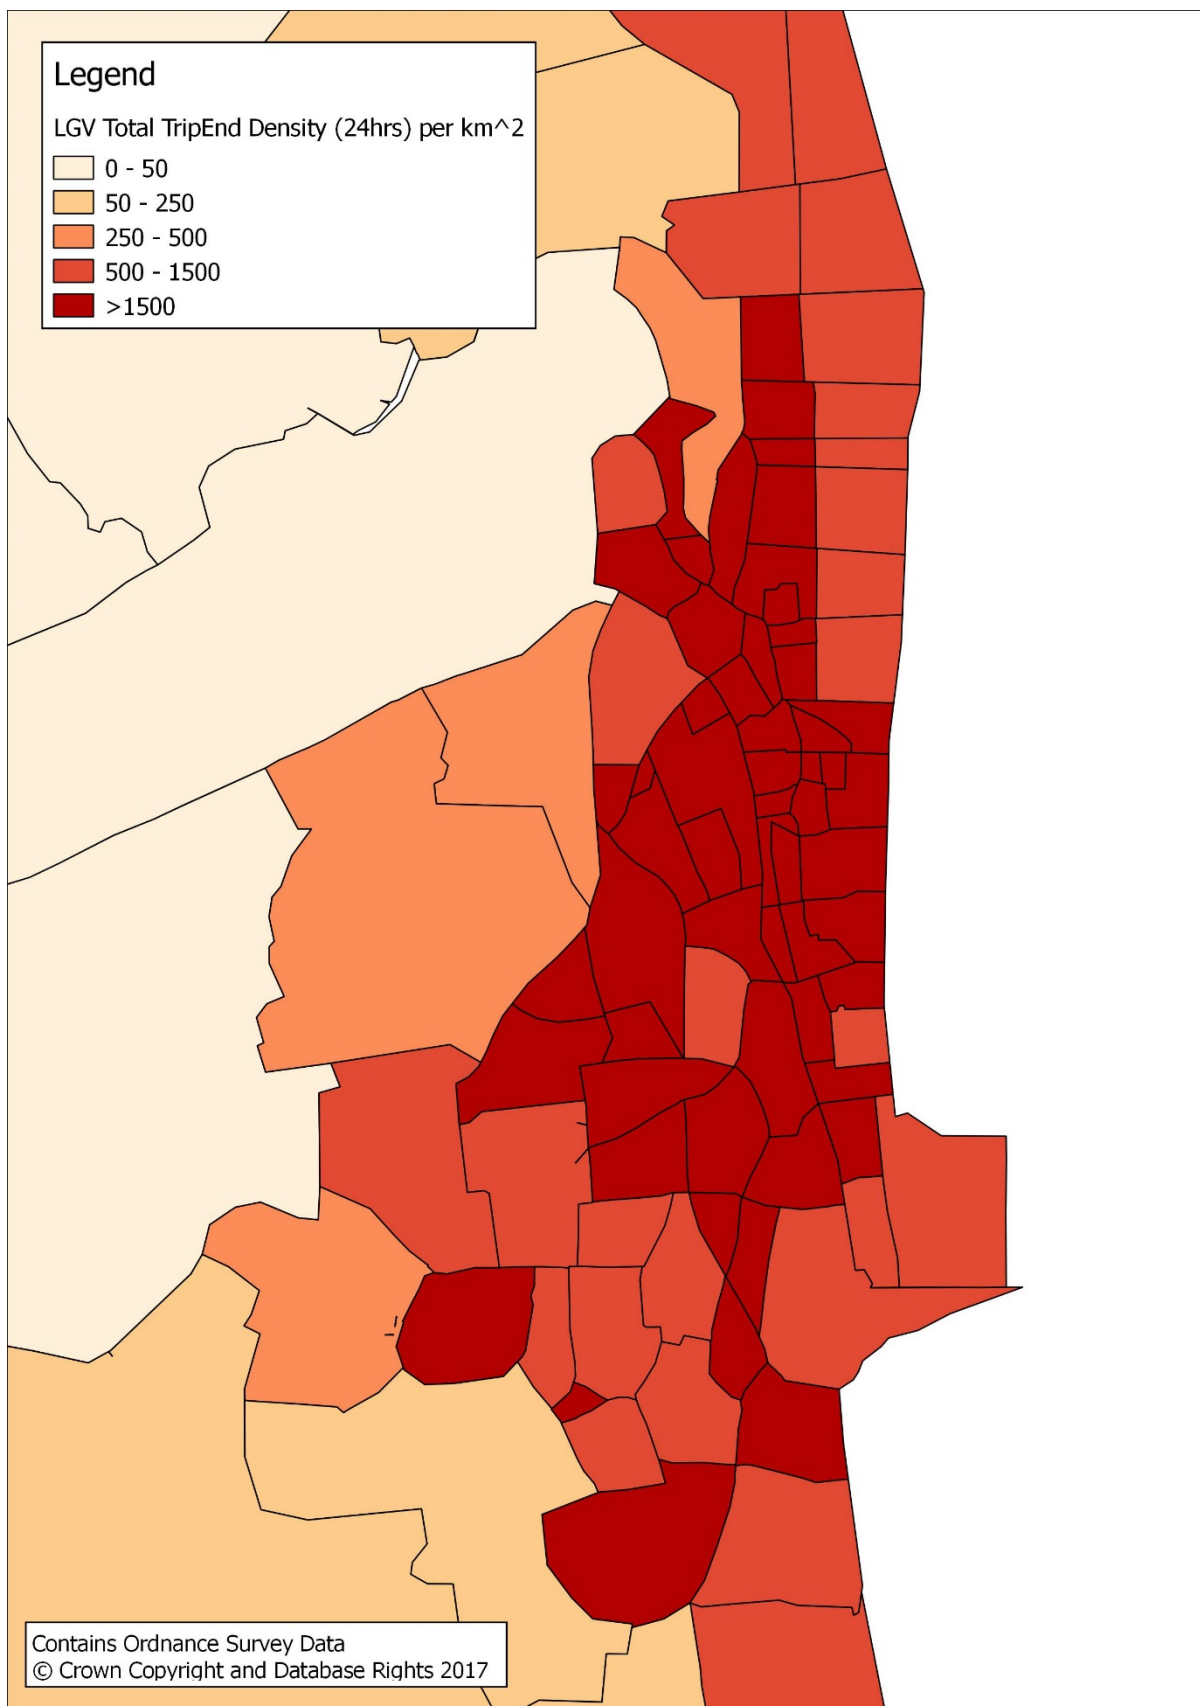 Legend
LGV Total TripEnd Density (24hrs) per km^2
0 - 50
50 - 250
250 - 500
500 - 1500
>1500
Contains Ordnance Survey Data
© Crown Copyright and Database Rights 2017